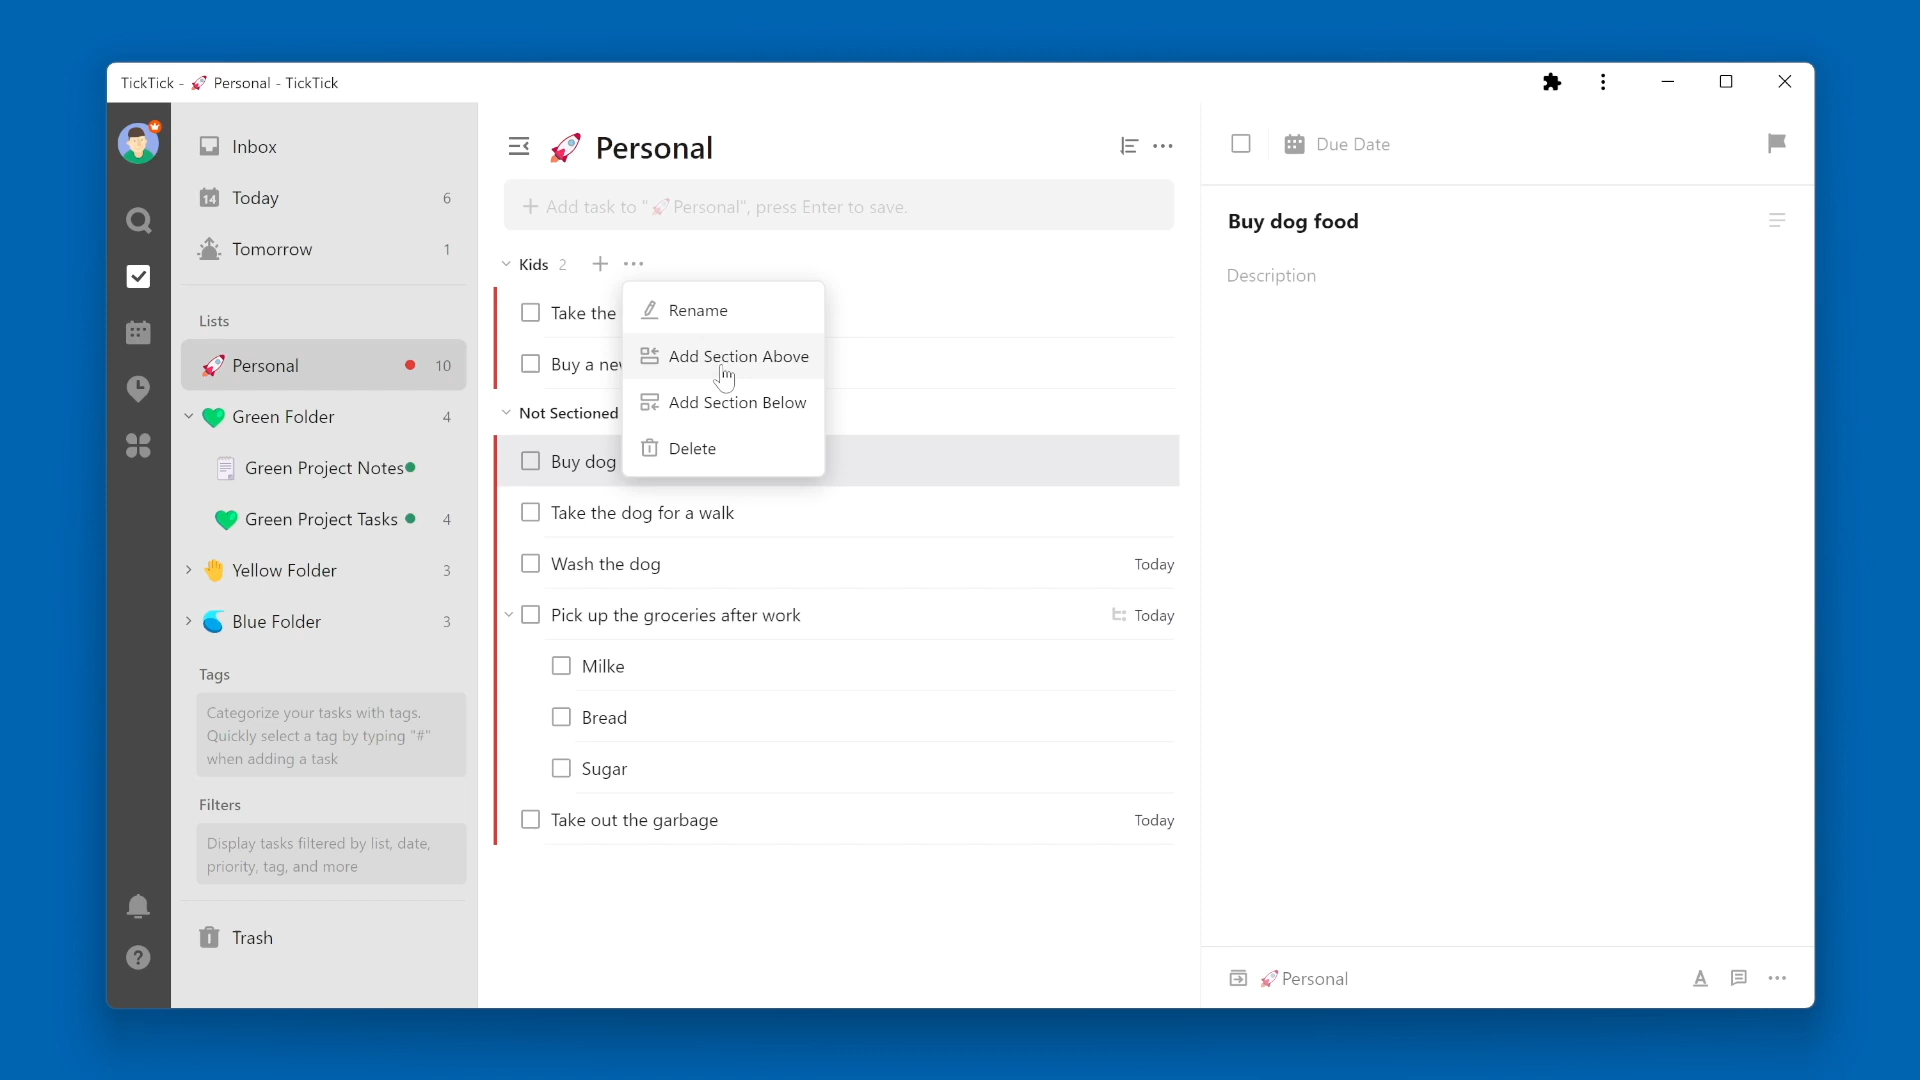 TickTick - 🚀 Personal - TickTick
Inbox
Today 6
14
Tomorrow 1
Lists
Personal 10
Green Folder 4
Green Project Notes
Green Project Tasks 4
Yellow Folder 3
Blue Folder 3
Tags
Categorize your tasks with tags.
Quickly select a tag by typing "#"
when adding a task
Filters
Display tasks filtered by list, date,
priority, tag, and more
Trash
Personal
+ Add task to "🚀Personal", press Enter to save.
Kids 2
Take the
Buy a
Rename
Add Section Above
Add Section Below
Delete
Not Sectioned
Buy dog
Take the dog for a walk
Wash the dog Today
Pick up the groceries after work Today
Milke
Bread
Sugar
Take out the garbage Today
Due Date
Buy dog food
Description
🚀Personal
A